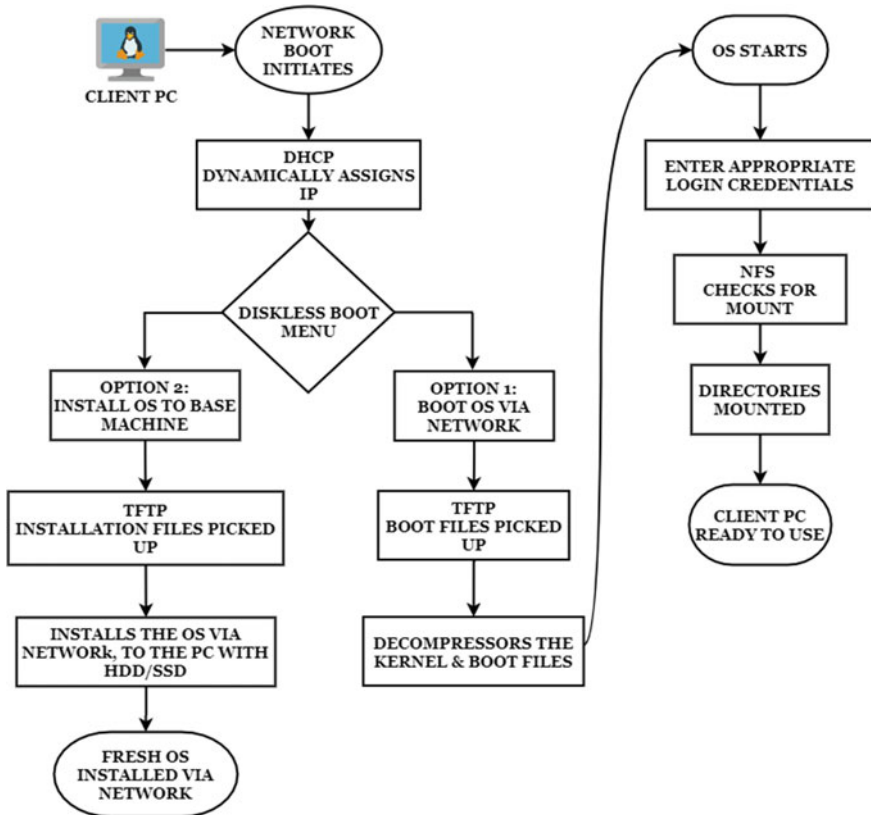 CLIENT PC
NETWORK
BOOT
INITIATES
DHCP
DYNAMICALLY ASSIGNS
IP
DISKLESS BOOT
MENU
OPTION 2:
INSTALL OS TO BASE
MACHINE
TFTP
INSTALLATION FILES PICKED
UP
INSTALLS THE OS VIA
NETWORk, TO THE PC WITH
HDD/SSD
FRESH OS
INSTALLED VIA
NETWORK
OPTION 1:
BOOT OS VIA
NETWORK
TFTP
BOOT FILES PICKED
UP
DECOMPRESSORS THE
KERNEL & BOOT FILES
OS STARTS
ENTER APPROPRIATE
LOGIN CREDENTIALS
NFS
CHECKS FOR
MOUNT
DIRECTORIES
MOUNTED
CLIENT PC
READY TO USE